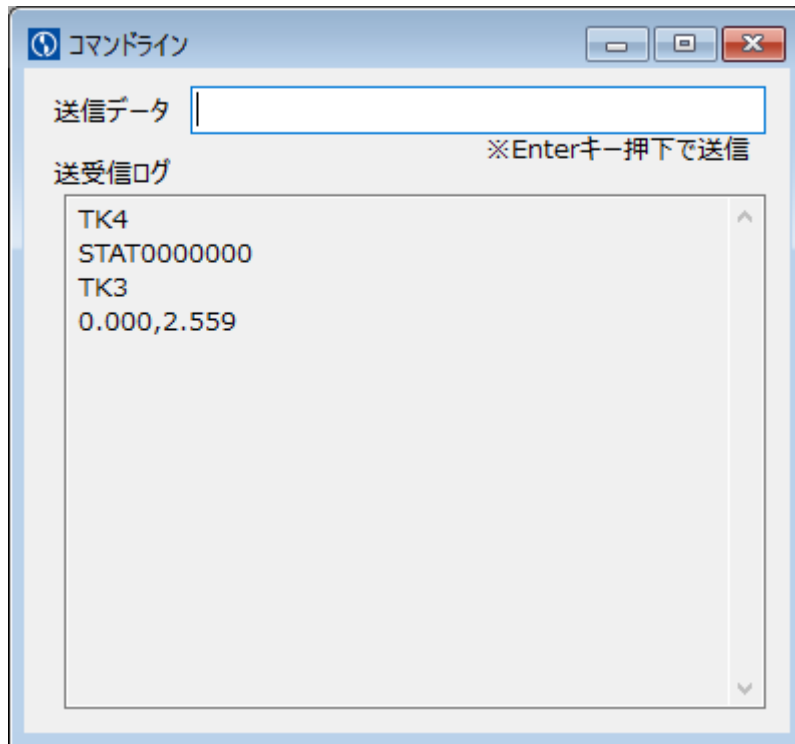 コマンドライン
送信データ
※Enterキー押下で送信
送受信ログ
TK4
STAT0000000
TK3
0.000,2.559